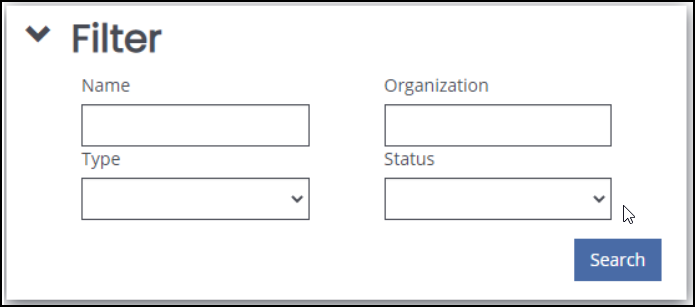 Filter
Name
Organization
Type
Status
Search